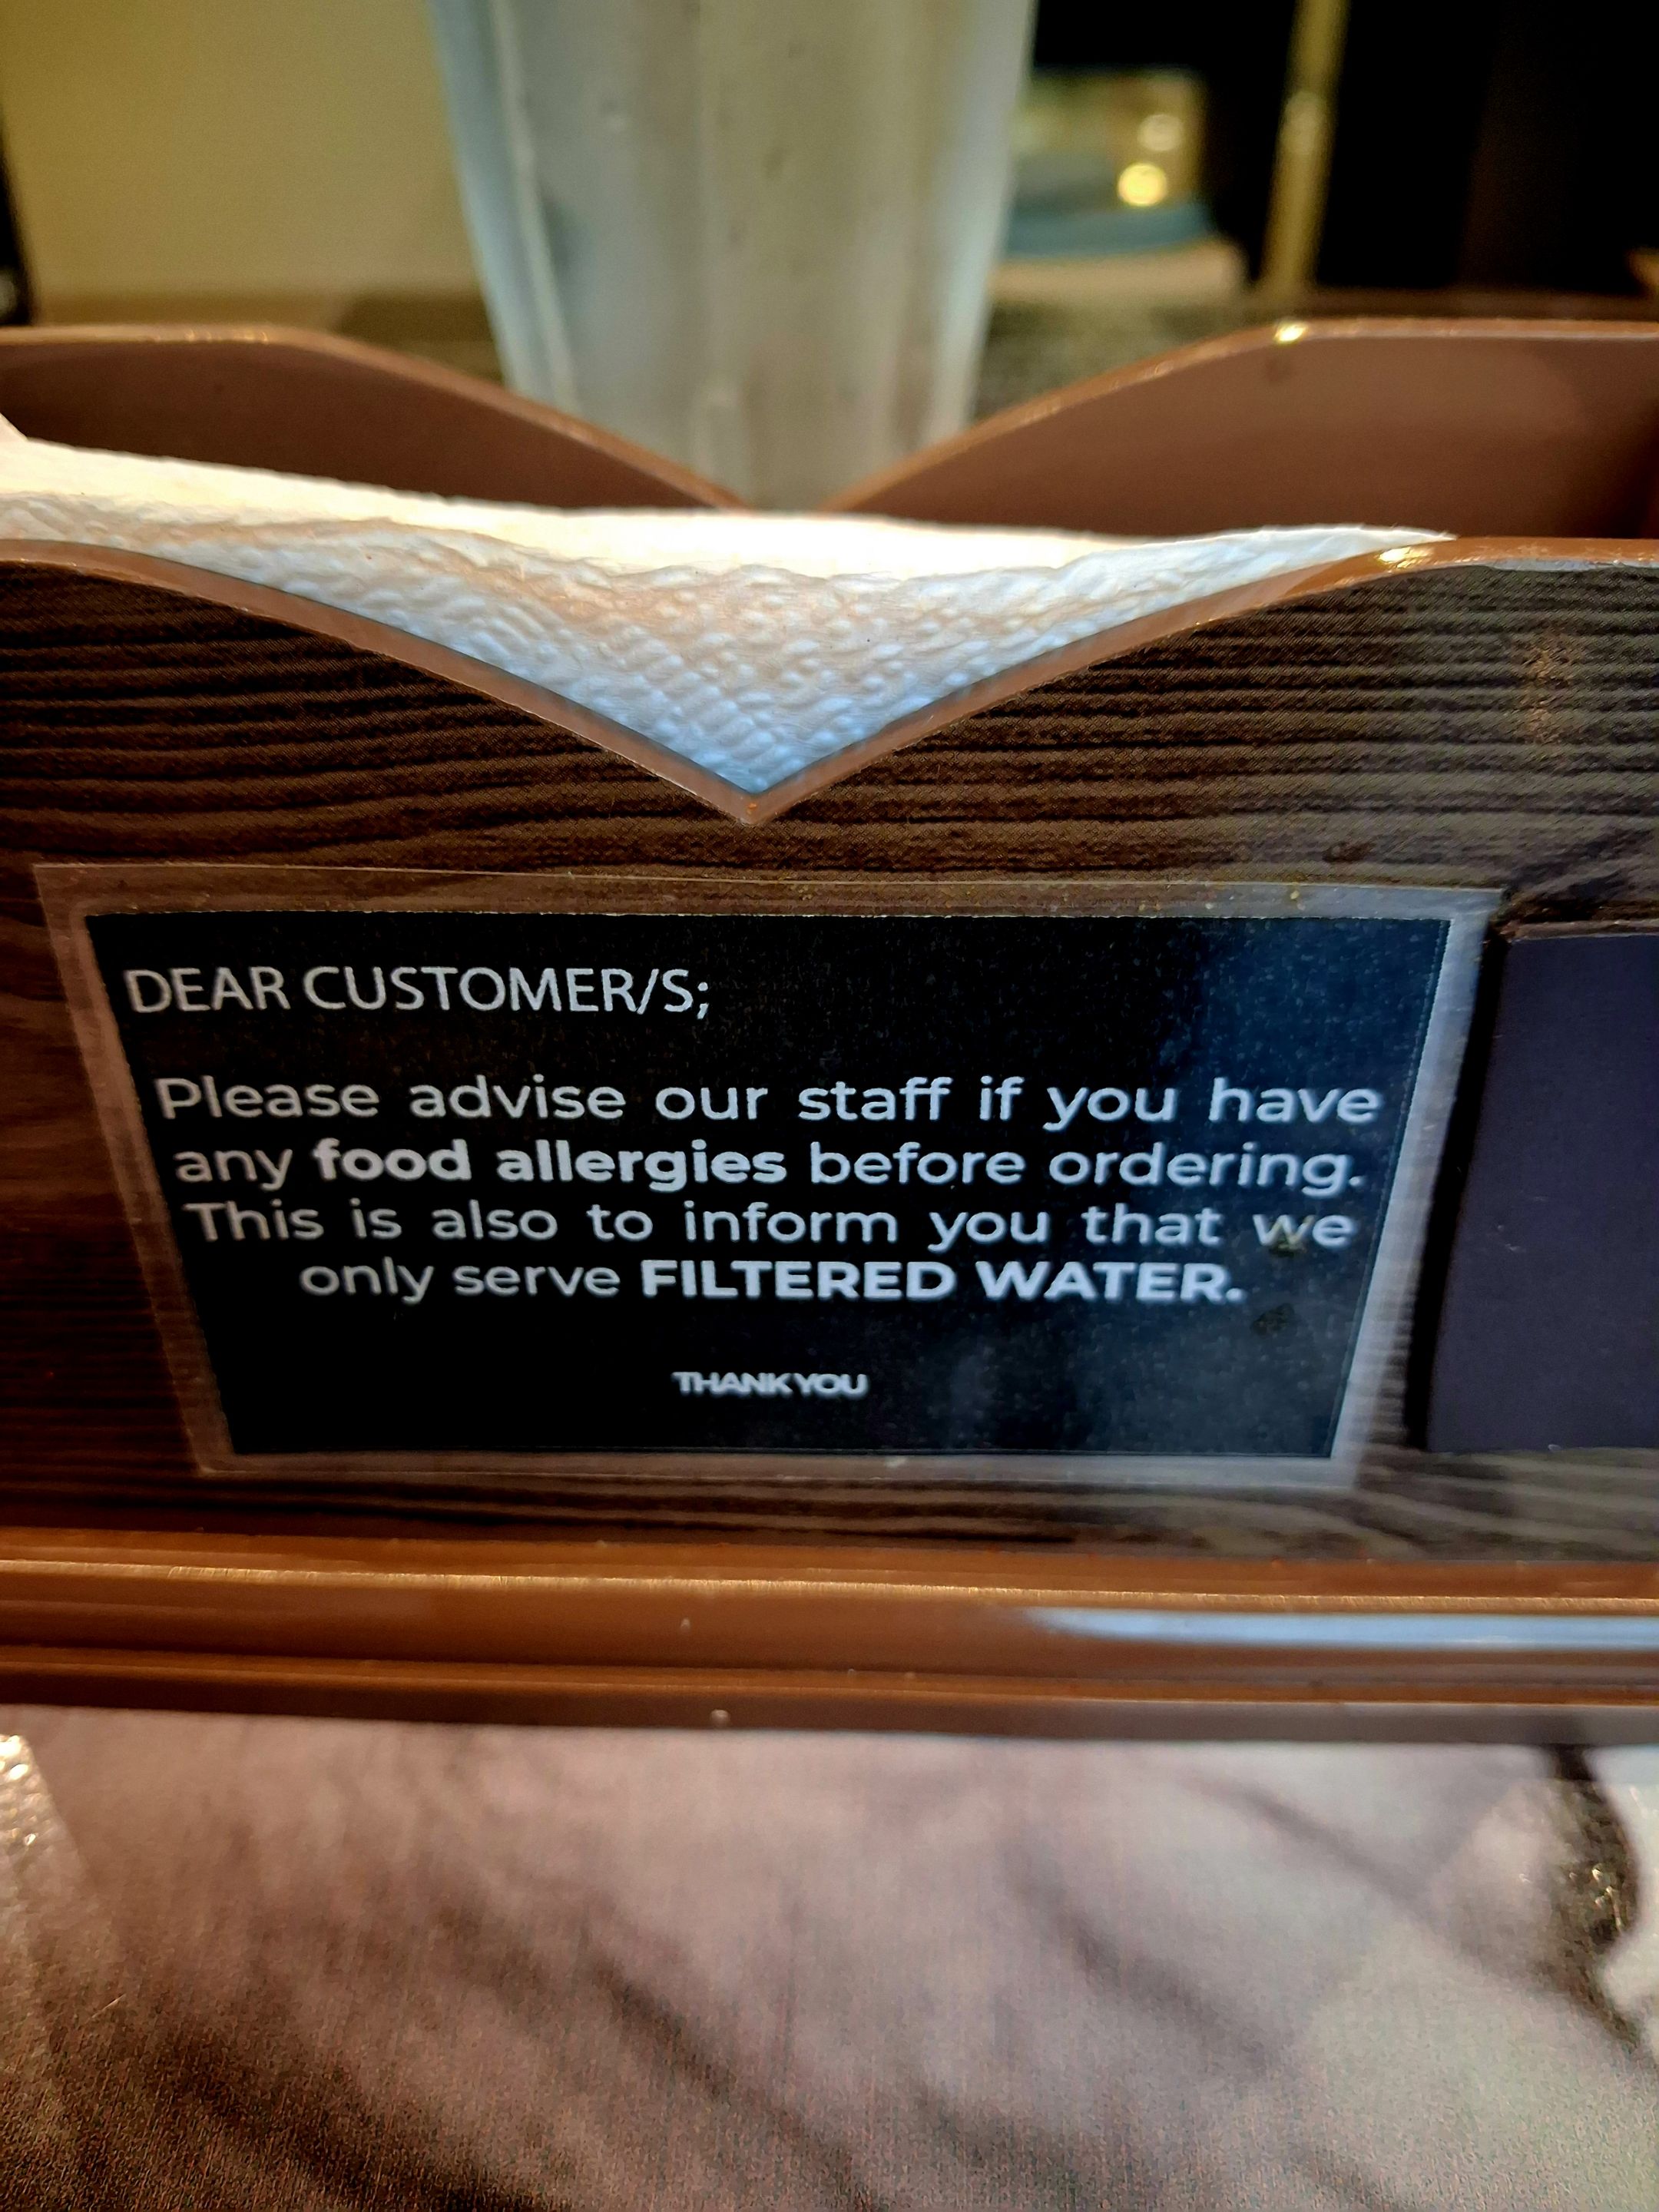 DEAR CUSTOMER/S;
Please advise our staff if you have
any food allergies before ordering.
This is also to inform you that we
only serve FILTERED WATER.
THANK YOU